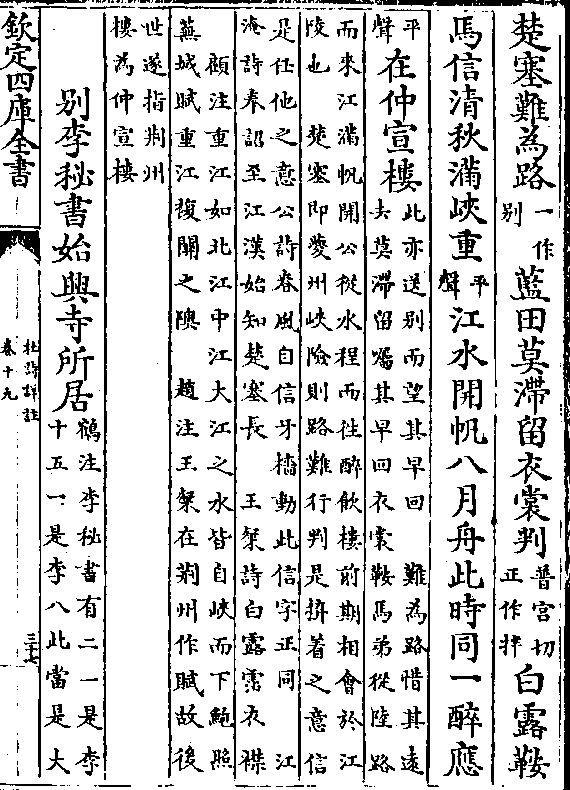 楚塞難為路一作別藍田莫滯留衣裳判普宫切正作拌白露鞍
馬信清秋滿峽重平聲江水開帆八月舟此時同一醉應
平聲在仲宣樓此亦送別而望其早回 難為路惜其遠去莫滯留囑其早回衣裳鞍馬弟從陸路
而來江滿帆開公從水程而往醉飲樓前期相會於江陵也 楚塞即夔州峽險則路難行判是拚着之意信
是任他之意公詩春風自信牙檣動此信字正同 江淹詩奉詔至江漢始知楚塞長 王粲詩白露霑衣襟
顧注重江如北江中江大江之水皆自峽而下鮑照蕪城賦重江複關之隩 趙注王粲在荆州作賦故後
世遂指荆州樓為仲宣樓
別李秘書始興寺所居鶴注李秘書有二一是李十五一是李八此當是大
欽定四庫全書
杜詩詳註
卷十九
三十七